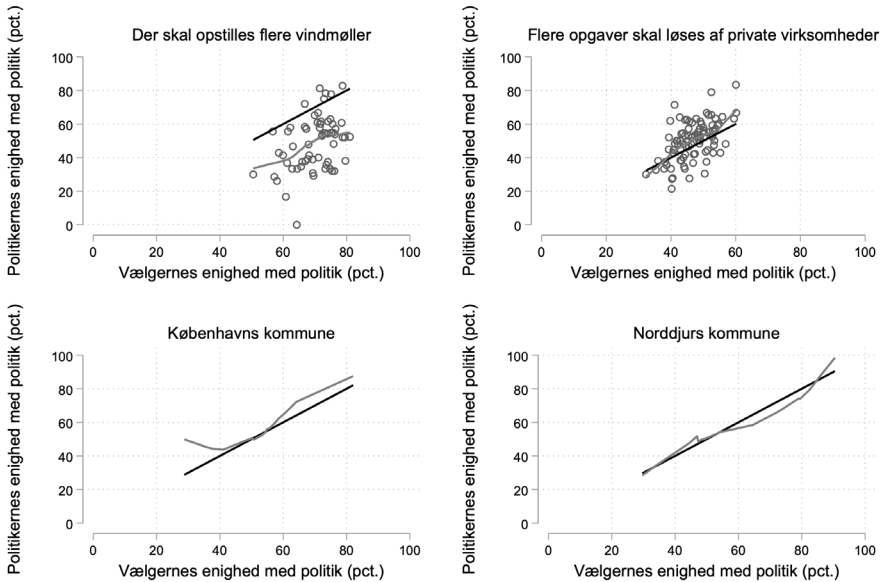 Der skal opstilles flere vindmøller
Politikernes enighed med politik (pct.)
100
80
60
40
20
0
0 20 40 60 80 100
Vælgernes enighed med politik (pct.)
Flere opgaver skal løses af private virksomheder
Politikernes enighed med politik (pct.)
100
80
60
40
20
0
0 20 40 60 80 100
Vælgernes enighed med politik (pct.)
Københavns kommune
Politikernes enighed med politik (pct.)
100
80
60
40
20
0
0 20 40 60 80 100
Vælgernes enighed med politik (pct.)
Norddjurs kommune
Politikernes enighed med politik (pct.)
100
80
60
40
20
0
0 20 40 60 80 100
Vælgernes enighed med politik (pct.)